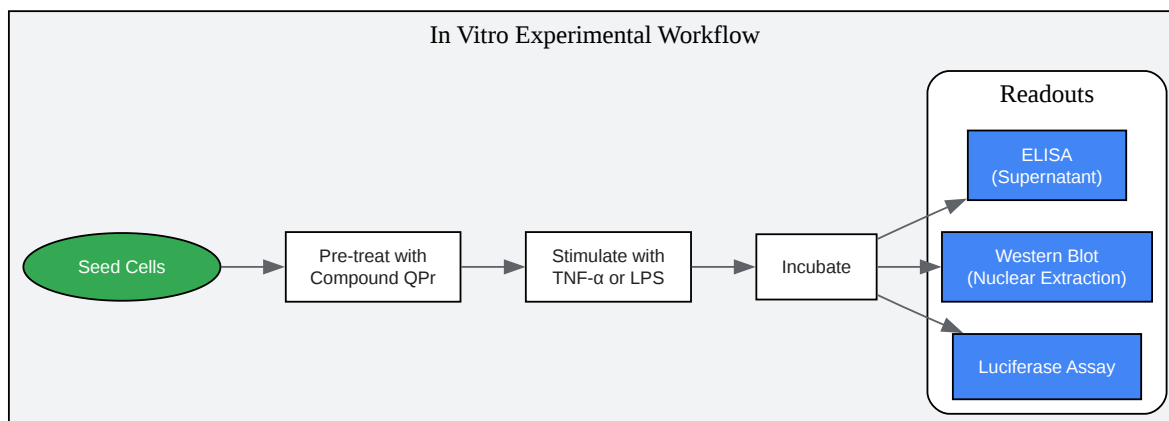 In Vitro Experimental Workflow
Readouts
Seed Cells
Pre-treat with
Compound QPr
Stimulate with
TNF-α or LPS
Incubate
ELISA
(Supernatant)
Western Blot
(Nuclear Extraction)
Luciferase Assay